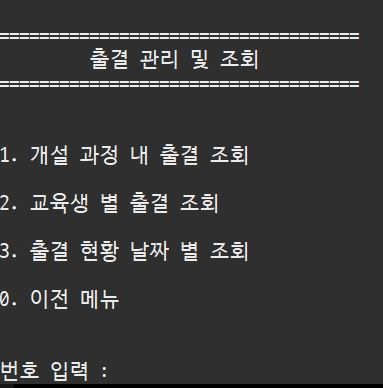 ====================================
출결 관리 및 조회
====================================
1. 개설 과정 내 출결 조회
2. 교육생 별 출결 조회
3. 출결 현황 날짜 별 조회
0. 이전 메뉴
번호 입력 :